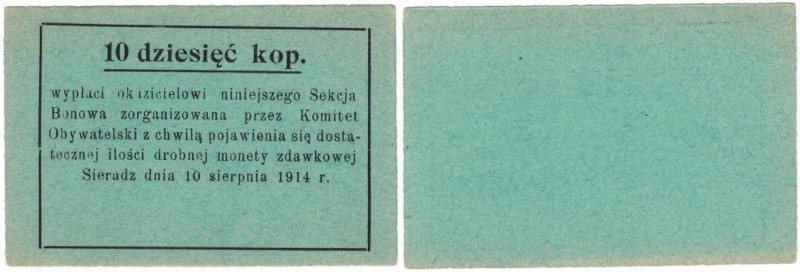 10 dziesięć kop.
wypłaci okazicielowi niniejszego Sekcja
Bonowa zorganizowana przez Komitet
Obywatelski z chwilą pojawienia się dosta-
tecznej ilości drobnej monety zdawkowej
Sieradz dnia 10 sierpnia 1914 r.